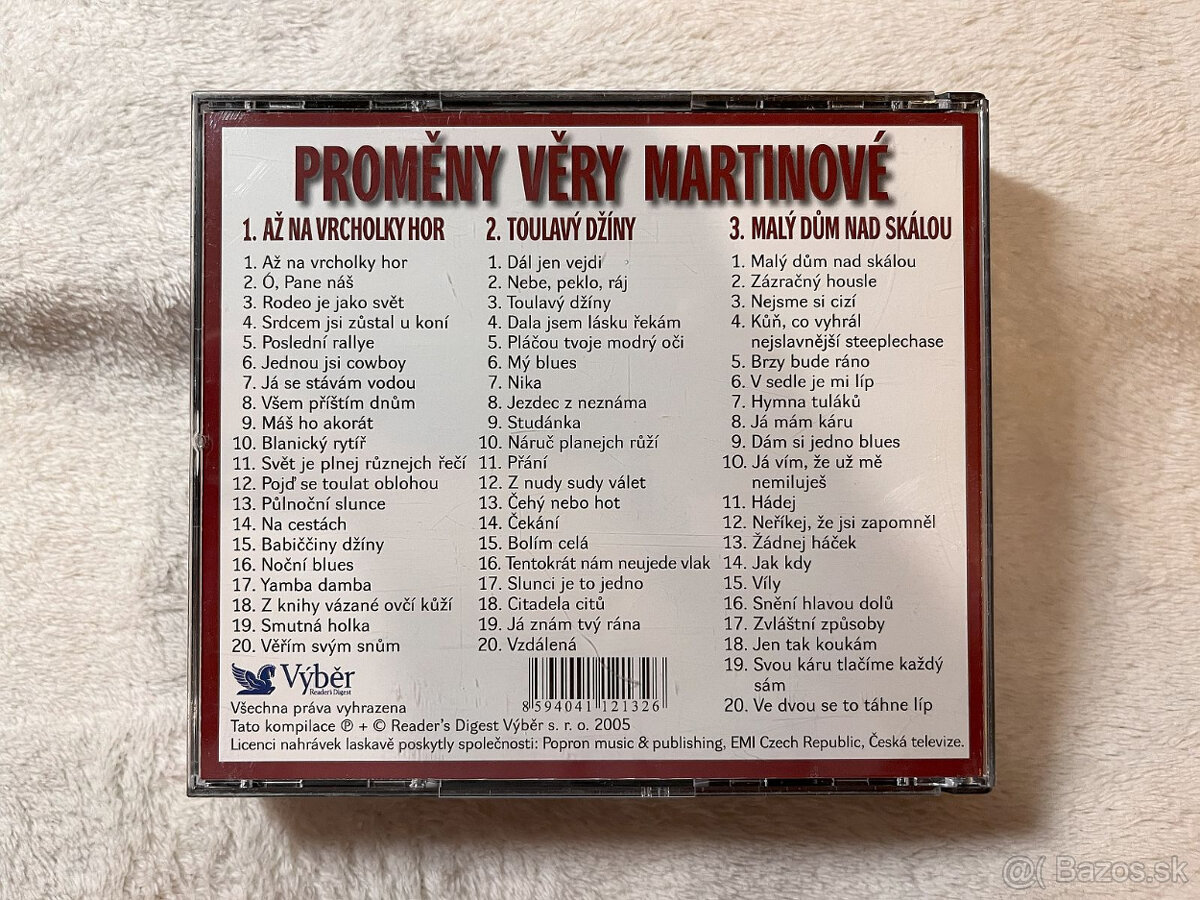 PROMĚNY VĚRY MARTINOVÉ
1. AŽ NA VRCHOLKY HOR
1. Až na vrcholky hor
2. Ó, Pane náš
3. Rodeo je jako svět
4. Srdcem jsi zůstal u koní
5. Poslední rallye
6. Jednou jsi cowboy
7. Já se stávám vodou
8. Všem příštím dnům
9. Máš ho akorát
10. Blanický rytíř
11. Svět je plnej různejch řečí
12. Pojď se toulat oblohou
13. Půlnoční slunce
14. Na cestách
15. Babiččiny džíny
16. Noční blues
17. Yamba damba
18. Z knihy vázané ovčí kůží
19. Smutná holka
20. Věřím svým snům
2. TOULAVÝ DŽÍNY
1. Dál jen vejdi
2. Nebe, peklo, ráj
3. Toulavý džíny
4. Dala jsem lásku řekám
5. Pláčou tvoje modrý oči
6. Mý blues
7. Nika
8. Jezdec z neznáma
9. Studánka
10. Náruč planejch růží
11. Přání
12. Z nudy sudy válet
13. Čehý nebo hot
14. Čekání
15. Bolím celá
16. Tentokrát nám neujede vlak
17. Slunci je to jedno
18. Citadela citů
19. Já znám tvý rána
20. Vzdálená
3. MALÝ DŮM NAD SKÁLOU
1. Malý dům nad skálou
2. Zázračný housle
3. Nejsme si cizí
4. Kůň, co vyhrál
nejslavnější steeplechase
5. Brzy bude ráno
6. V sedle je mi líp
7. Hymna tuláků
8. Já mám káru
9. Dám si jedno blues
10. Já vím, že už mě
nemiluješ
11. Hádej
12. Neříkej, že jsi zapomněl
13. Žádnej háček
14. Jak kdy
15. Víly
16. Snění hlavou dolů
17. Zvláštní způsoby
18. Jen tak koukám
19. Svou káru tlačíme každý
sám
20. Ve dvou se to táhne líp
Výběr
Reader's Digest
8 594041 121326
Všechna práva vyhrazena
Tato kompilace ℗ + © Reader's Digest Výběr s. r. o. 2005
Licenci nahrávek laskavě poskytly společnosti: Popron music & publishing, EMI Czech Republic, Česká televize.
@( Bazos.sk